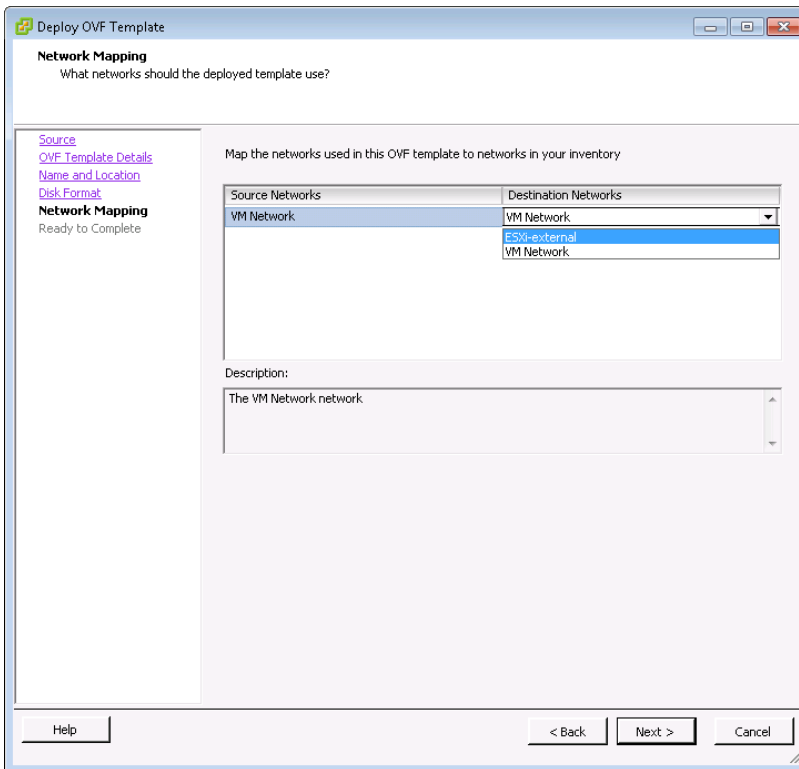 Deploy OVF Template
Network Mapping
What networks should the deployed template use?
Source
OVF Template Details
Name and Location
Disk Format
Network Mapping
Ready to Complete
Map the networks used in this OVF template to networks in your inventory
Source Networks Destination Networks
VM Network VM Network
ESXi-external
VM Network
Description:
The VM Network network
Help < Back Next > Cancel